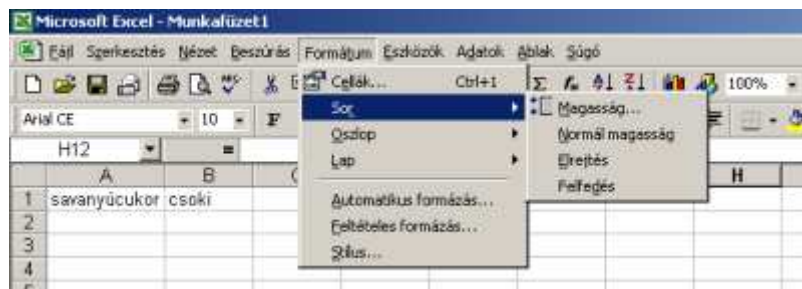 Microsoft Excel - Munkafüzet1
Fájl Szerkesztés Nézet Beszúrás Formátum Eszközök Adatok Ablak Súgó
100%
Arial CE 10 F
H12 =
Cellák... Ctrl+1
Sor
Oszlop
Lap
Automatikus formázás...
Feltételes formázás...
Stílus...
Magasság...
Normál magasság
Elrejtés
Felfedés
A B H
1 savanyúcukor csoki
2
3
4